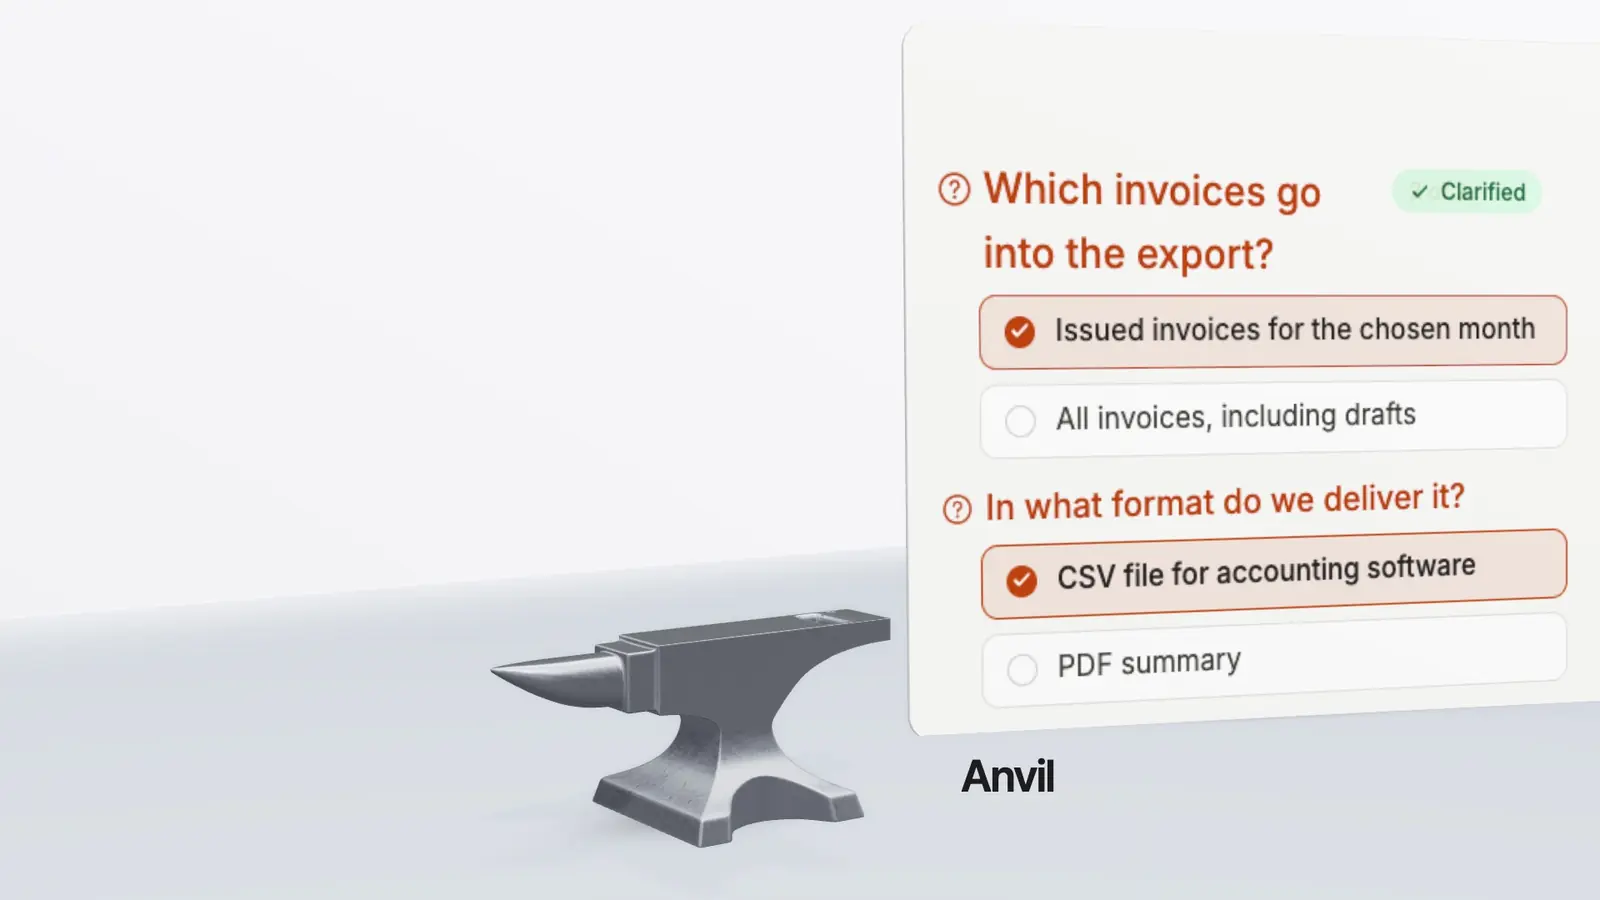 Which invoices go
Clarified
into the export?
Issued invoices for the chosen month
All invoices, including drafts
In what format do we deliver it?
CSV file for accounting software
PDF summary
Anvil